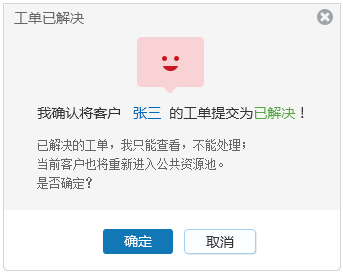 工单已解决
我确认将客户 张三 的工单提交为已解决！
已解决的工单，我只能查看，不能处理；
当前客户也将重新进入公共资源池。
是否确定？
确定
取消